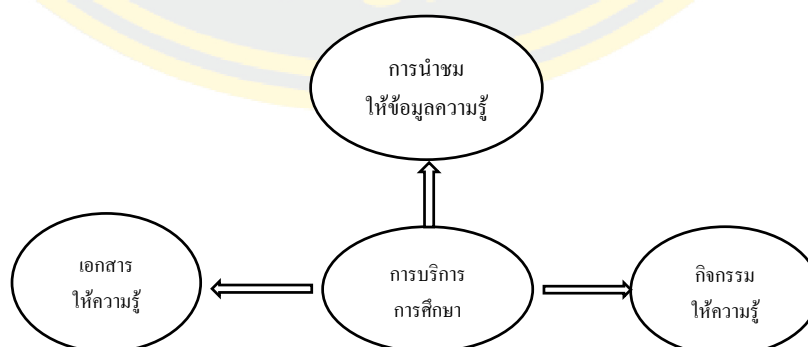 การนำชม
ให้ข้อมูลความรู้
เอกสาร
ให้ความรู้
การบริการ
การศึกษา
กิจกรรม
ให้ความรู้